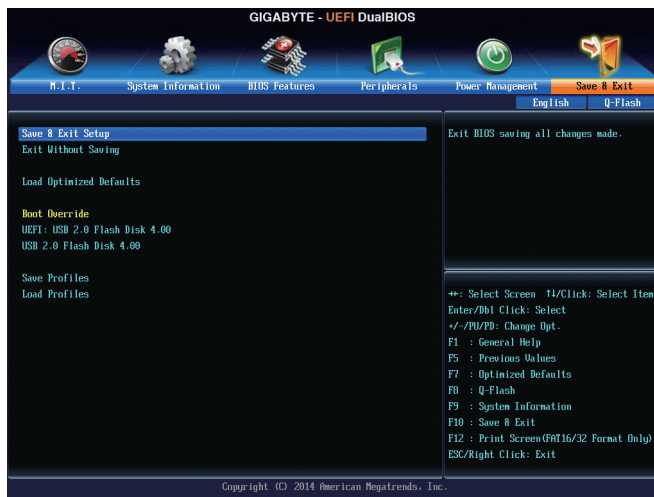 GIGABYTE - UEFI DualBIOS
M.I.T. System Information BIOS Features Peripherals Power Management Save & Exit
English Q-Flash
Save & Exit Setup
Exit Without Saving
Load Optimized Defaults
Boot Override
UEFI: USB 2.0 Flash Disk 4.00
USB 2.0 Flash Disk 4.00
Save Profiles
Load Profiles
Exit BIOS saving all changes made.
→←: Select Screen ↑↓/Click: Select Item
Enter/Dbl Click: Select
+/-/PU/PD: Change Opt.
F1 : General Help
F5 : Previous Values
F7 : Optimized Defaults
F8 : Q-Flash
F9 : System Information
F10 : Save & Exit
F12 : Print Screen(FAT16/32 Format Only)
ESC/Right Click: Exit
Copyright (C) 2014 American Megatrends, Inc.